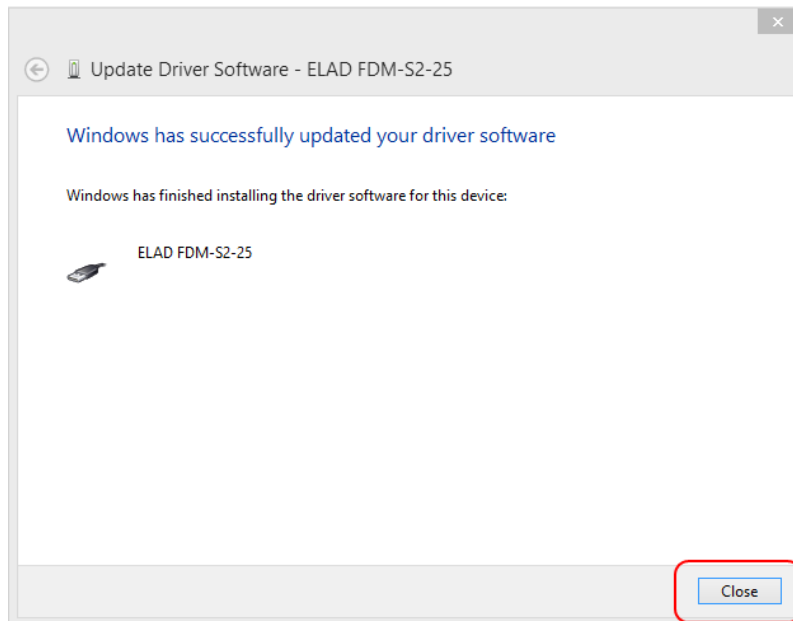 Update Driver Software - ELAD FDM-S2-25
Windows has successfully updated your driver software
Windows has finished installing the driver software for this device:
ELAD FDM-S2-25
Close